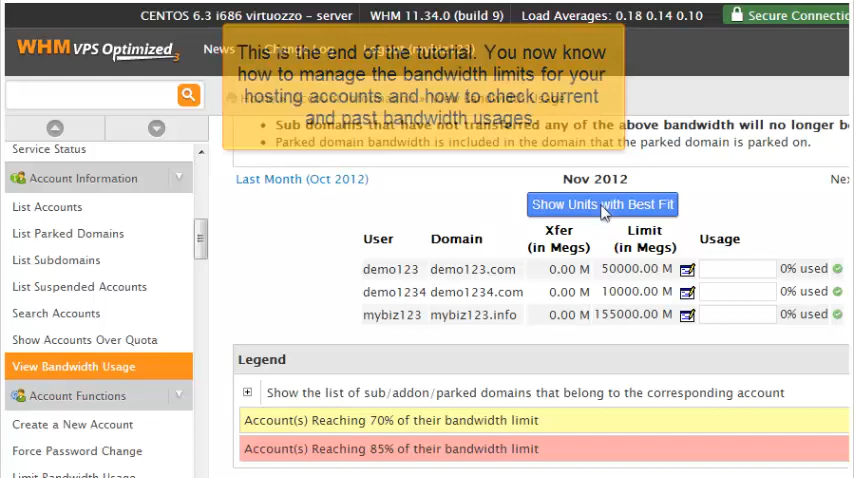 CENTOS 6.3 i686 virtuozzo – server WHM 11.34.0 (build 9) Load Averages: 0.18 0.14 0.10 Secure Connectio
WHM VPS Optimized 3 News Change Log
This is the end of the tutorial. You now know
how to manage the bandwidth limits for your
hosting accounts and how to check current
and past bandwidth usages.
Service Status
Account Information
List Accounts
List Parked Domains
List Subdomains
List Suspended Accounts
Search Accounts
Show Accounts Over Quota
View Bandwidth Usage
Account Functions
Create a New Account
Force Password Change
Limit Bandwidth Usage
• Sub domains that have not transferred any of the above bandwidth will no longer b
• Parked domain bandwidth is included in the domain that the parked domain is parked on.
Last Month (Oct 2012) Nov 2012 Nex
Show Units with Best Fit
User Domain Xfer (in Megs) Limit (in Megs) Usage
demo123 demo123.com 0.00 M 50000.00 M 0% used
demo1234 demo1234.com 0.00 M 10000.00 M 0% used
mybiz123 mybiz123.info 0.00 M 155000.00 M 0% used
Legend
Show the list of sub/addon/parked domains that belong to the corresponding account
Account(s) Reaching 70% of their bandwidth limit
Account(s) Reaching 85% of their bandwidth limit